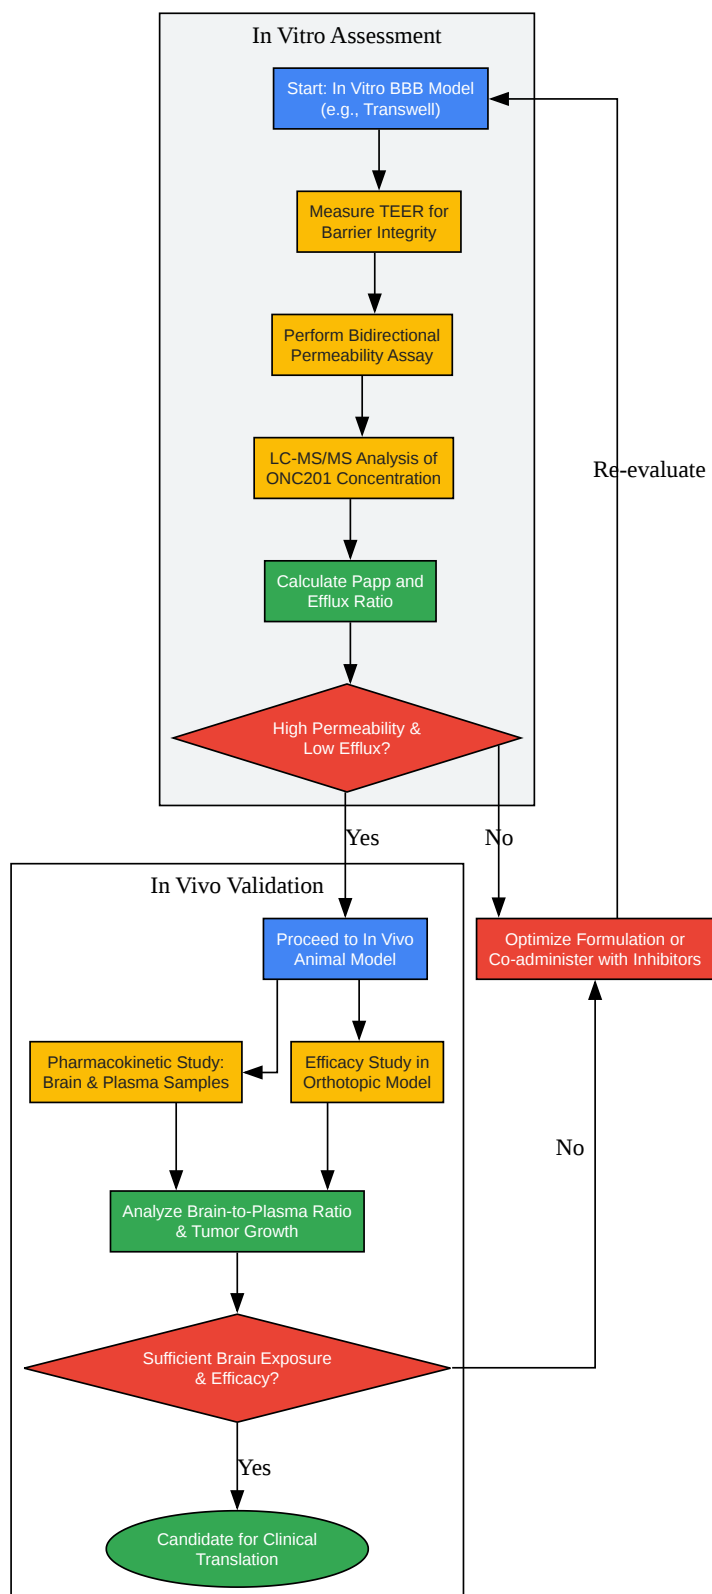 In Vitro Assessment
Start: In Vitro BBB Model
(e.g., Transwell)
Measure TEER for
Barrier Integrity
Perform Bidirectional
Permeability Assay
LC-MS/MS Analysis of
ONC201 Concentration
Re-evaluate
Calculate Papp and
Efflux Ratio
High Permeability &
Low Efflux?
Yes
No
In Vivo Validation
Proceed to In Vivo
Animal Model
Optimize Formulation or
Co-administer with Inhibitors
Pharmacokinetic Study:
Brain & Plasma Samples
Efficacy Study in
Orthotopic Model
No
Analyze Brain-to-Plasma Ratio
& Tumor Growth
Sufficient Brain Exposure
& Efficacy?
Yes
Candidate for Clinical
Translation